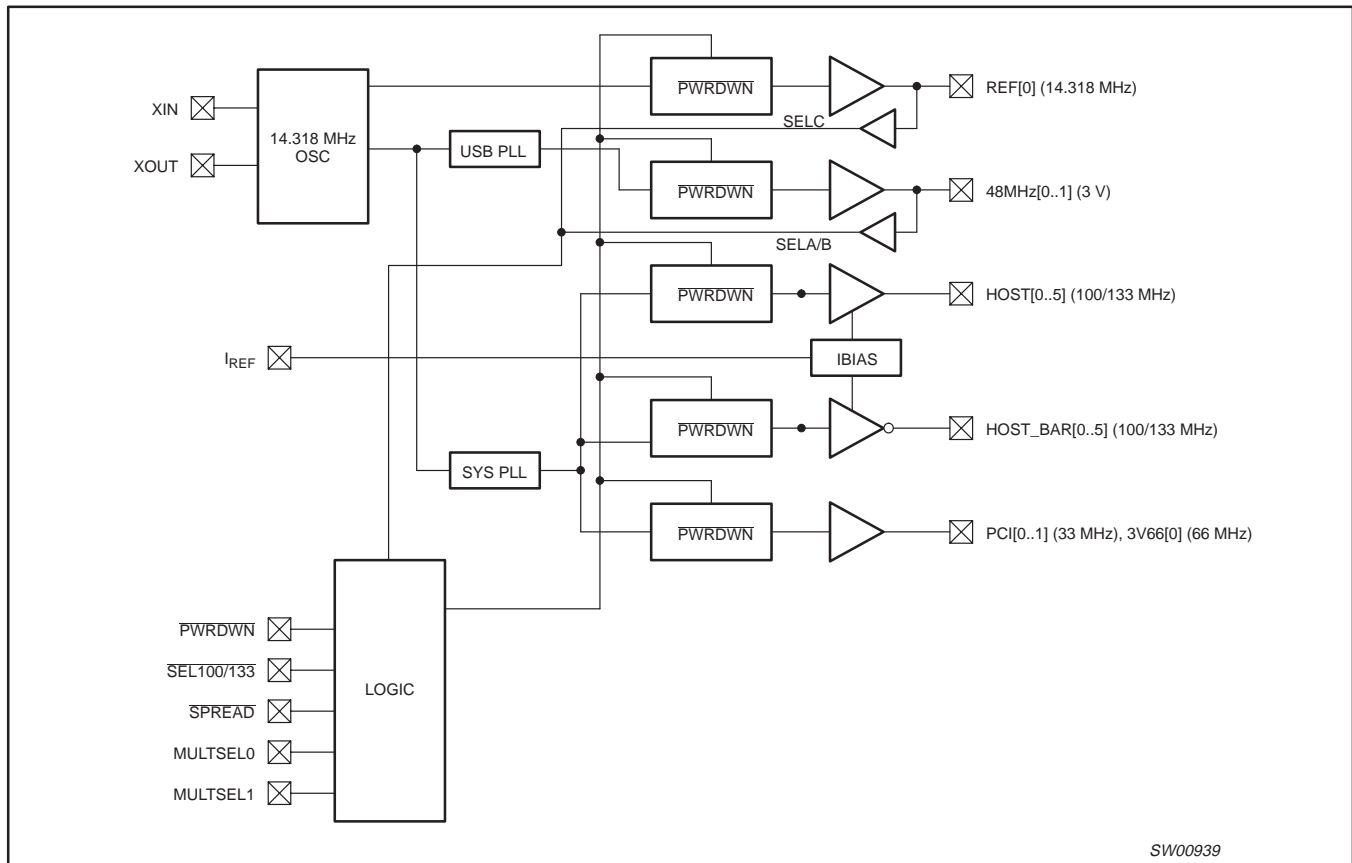 PWRDWN
REF[0] (14.318 MHz)
XIN
14.318 MHz
OSC
SELC
USB PLL
XOUT
PWRDWN
48MHz[0..1] (3 V)
SELA/B
PWRDWN
HOST[0..5] (100/133 MHz)
IREF
IBIAS
PWRDWN
HOST_BAR[0..5] (100/133 MHz)
SYS PLL
PWRDWN
PCI[0..1] (33 MHz), 3V66[0] (66 MHz)
PWRDWN
SEL100/133
LOGIC
SPREAD
MULTSEL0
MULTSEL1
SW00939